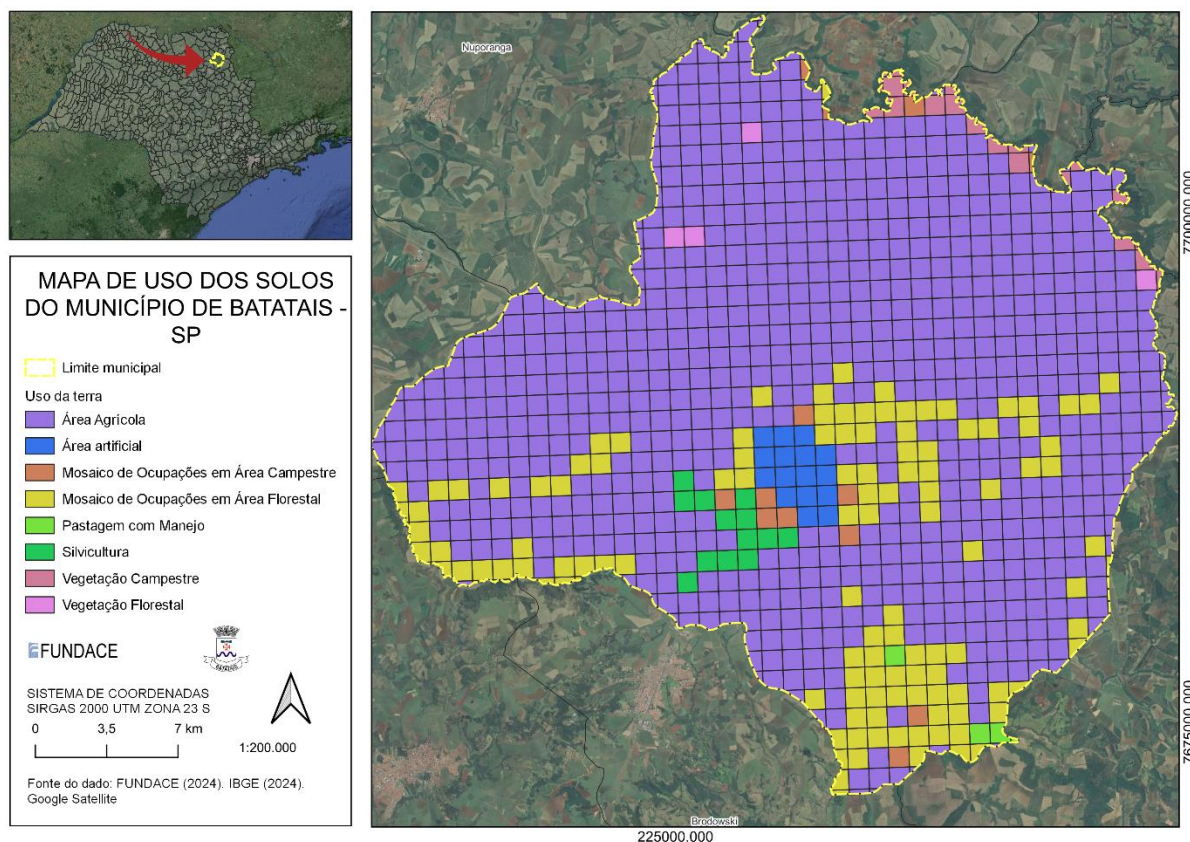 MAPA DE USO DOS SOLOS
DO MUNICÍPIO DE BATATAIS -
SP
Limite municipal
Uso da terra
Área Agrícola
Área artificial
Mosaico de Ocupações em Área Campestre
Mosaico de Ocupações em Área Florestal
Pastagem com Manejo
Silvicultura
Vegetação Campestre
Vegetação Florestal
FUNDACE
SISTEMA DE COORDENADAS
SIRGAS 2000 UTM ZONA 23 S
0 3,5 7 km
1:200.000
Fonte do dado: FUNDACE (2024). IBGE (2024).
Google Satellite
Nuporanga
Brodowski
7700000.000
7675000.000
225000.000